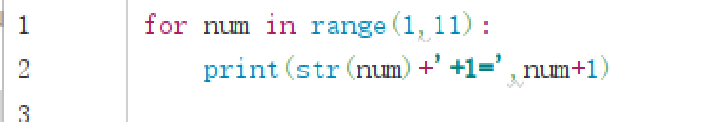 1 for num in range(1, 11):
2 print(str(num)+'+1=', num+1)
3